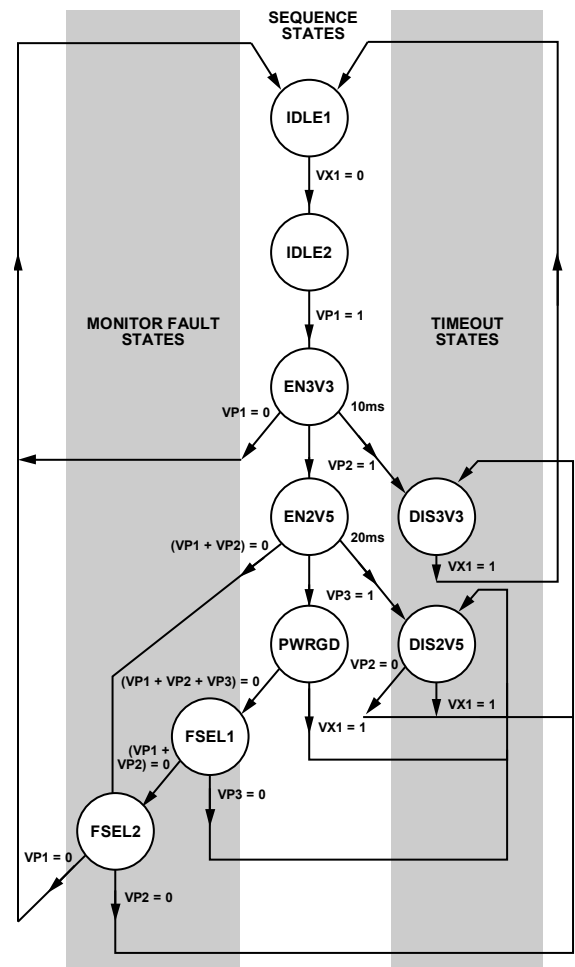 SEQUENCE
STATES
IDLE1
VX1 = 0
IDLE2
VP1 = 1
MONITOR FAULT
STATES
TIMEOUT
STATES
EN3V3
10ms
VP1 = 0
VP2 = 1
EN2V5
DIS3V3
20ms
(VP1 + VP2) = 0
VX1 = 1
VP3 = 1
PWRGD
DIS2V5
VP2 = 0
(VP1 + VP2 + VP3) = 0
VX1 = 1
VX1 = 1
FSEL1
(VP1 +
VP2) = 0
VP3 = 0
FSEL2
VP1 = 0
VP2 = 0